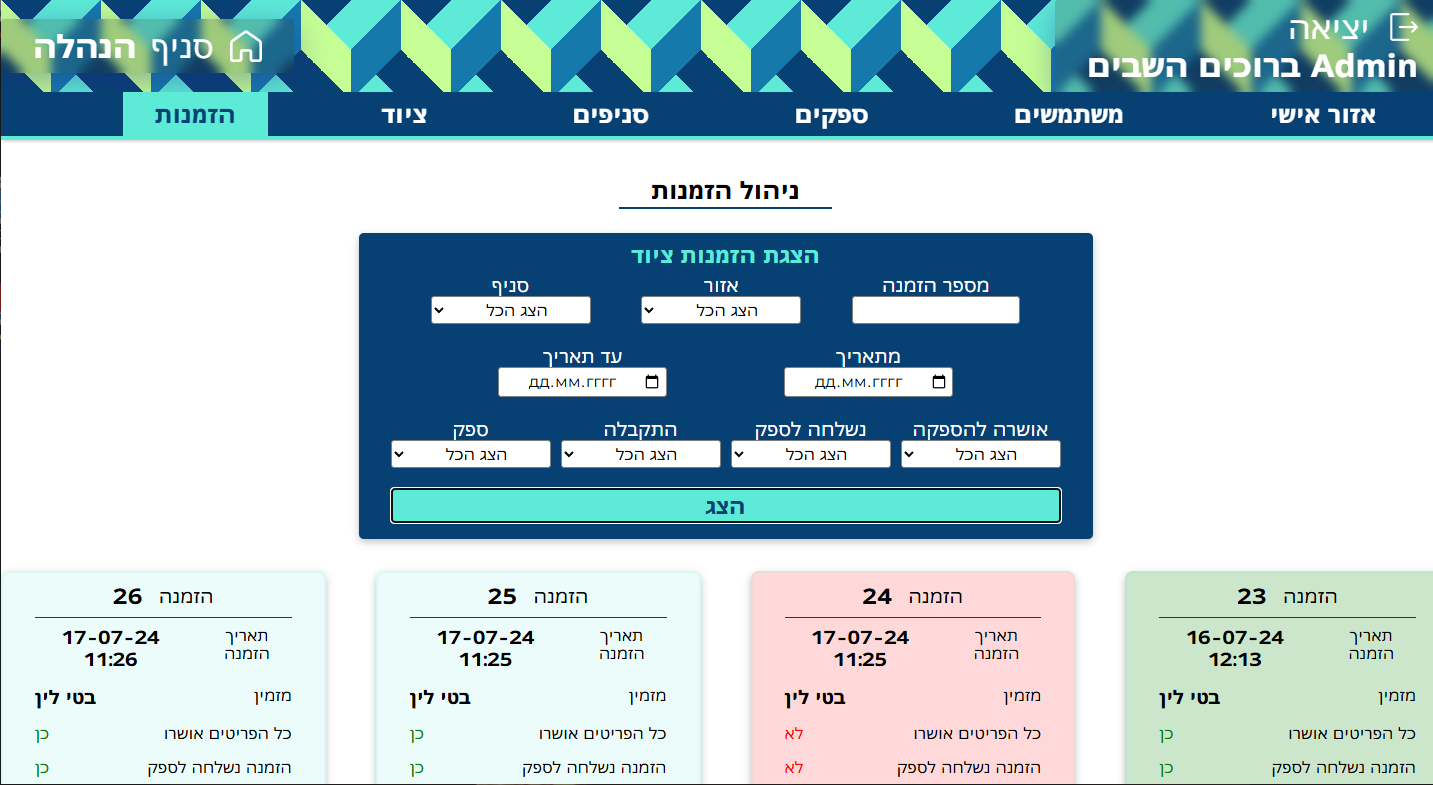 יציאה
ברוכים השבים Admin
סניף הנהלה
אזור אישי
משתמשים
ספקים
סניפים
ציוד
הזמנות
ניהול הזמנות
הצגת הזמנות ציוד
מספר הזמנה
אזור
סניף
הצג הכל
הצג הכל
מתאריך
עד תאריך
дд.мм.гггг
дд.мм.гггг
אושרה להספקה
נשלחה לספק
התקבלה
ספק
הצג הכל
הצג הכל
הצג הכל
הצג הכל
הצג
הזמנה 23
תאריך הזמנה
16-07-24
12:13
מזמין בטי לין
כל הפריטים אושרו כן
הזמנה נשלחה לספק כן
הזמנה 24
תאריך הזמנה
17-07-24
11:25
מזמין בטי לין
כל הפריטים אושרו לא
הזמנה נשלחה לספק לא
הזמנה 25
תאריך הזמנה
17-07-24
11:25
מזמין בטי לין
כל הפריטים אושרו כן
הזמנה נשלחה לספק כן
הזמנה 26
תאריך הזמנה
17-07-24
11:26
מזמין בטי לין
כל הפריטים אושרו כן
הזמנה נשלחה לספק כן